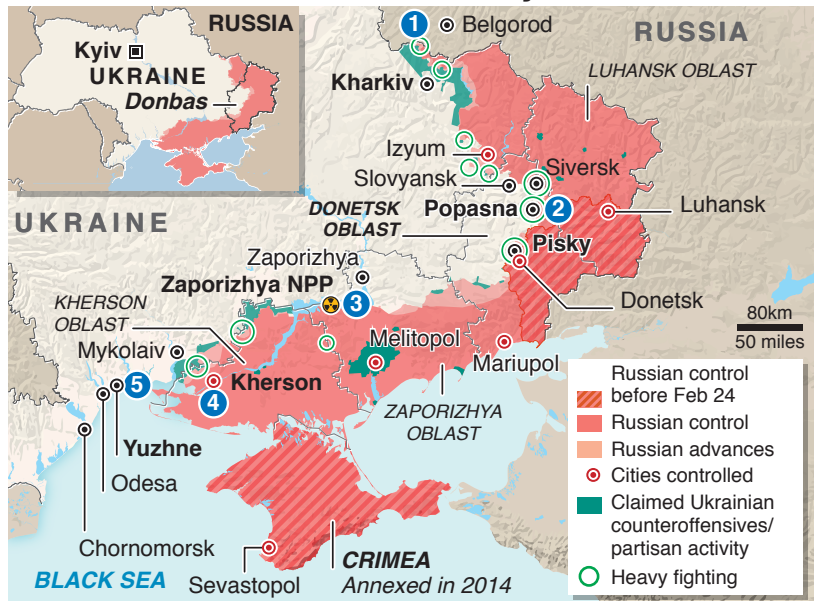 RUSSIA
Kyiv
UKRAINE
Donbas
1
Belgorod
RUSSIA
Kharkiv
LUHANSK OBLAST
Izyum
Slovyansk
Siversk
UKRAINE
DONETSK
OBLAST
Popasna
2
Luhansk
Pisky
Zaporizhya
Zaporizhya NPP
3
Donetsk
KHERSON
OBLAST
80km
50 miles
Mykolaiv
Melitopol
Mariupol
Kherson
4
5
ZAPORIZHYA
OBLAST
Yuzhne
Odesa
Chornomorsk
BLACK SEA
Sevastopol
CRIMEA
Annexed in 2014
Russian control
before Feb 24
Russian control
Russian advances
Cities controlled
Claimed Ukrainian
counteroffensives/
partisan activity
Heavy fighting